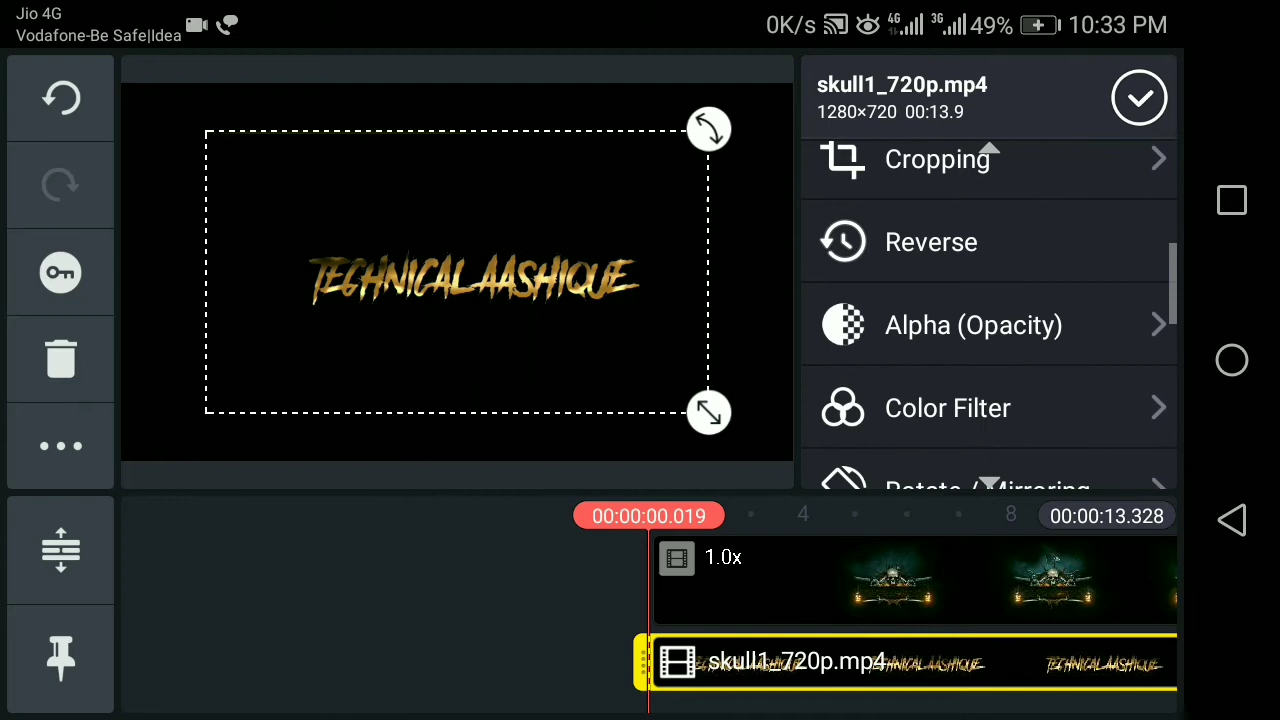 Jio 4G
Vodafone-Be Safe|Idea
0K/s 4G 3G 49% 10:33 PM
skull1_720p.mp4
1280×720 00:13.9
Cropping
Reverse
Alpha (Opacity)
Color Filter
Rotate / Mirroring
TECHNICAL AASHIQUE
00:00:00.019 4 8 00:00:13.328
1.0x
skull1_720p.mp4